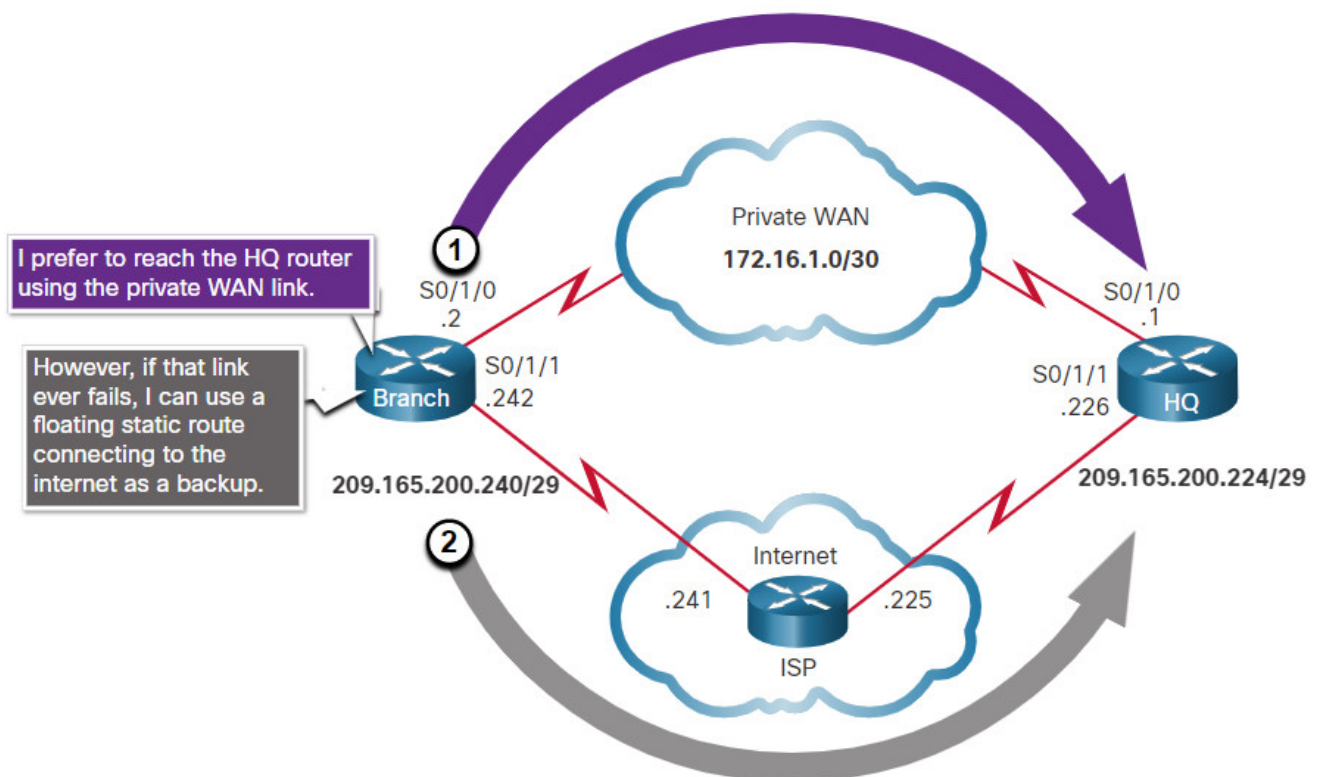 Private WAN
172.16.1.0/30
1
I prefer to reach the HQ router
using the private WAN link.
S0/1/0
.2
S0/1/0
.1
However, if that link
ever fails, I can use a
floating static route
connecting to the
internet as a backup.
Branch
S0/1/1
.242
S0/1/1
.226
HQ
209.165.200.240/29
209.165.200.224/29
2
Internet
.241
.225
ISP